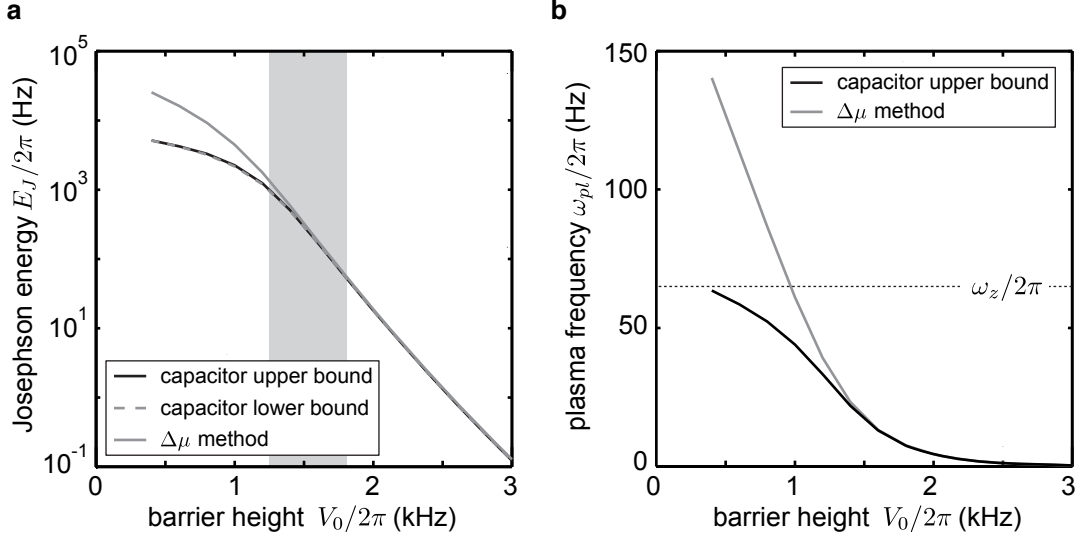 a
Josephson energy E_J/2π (Hz)
10^5
10^3
10^1
10^-1
capacitor upper bound
capacitor lower bound
Δμ method
0
1
2
3
barrier height V_0/2π (kHz)
b
plasma frequency ω_pl/2π (Hz)
150
100
50
0
capacitor upper bound
Δμ method
ω_z/2π
0
1
2
3
barrier height V_0/2π (kHz)